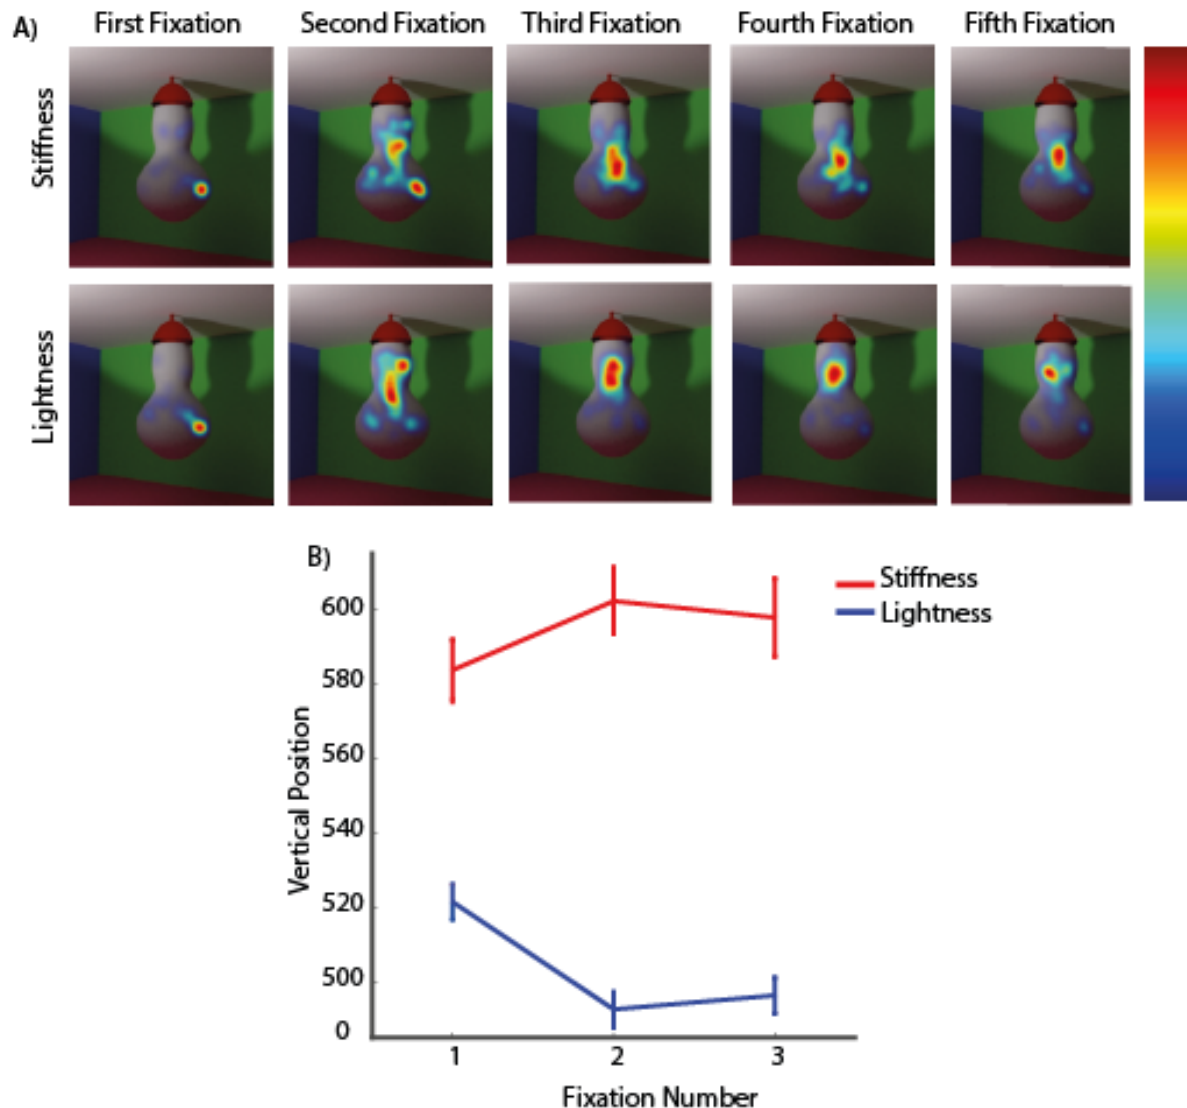 A)
First Fixation Second Fixation Third Fixation Fourth Fixation Fifth Fixation
Stiffness
Lightness
B)
Stiffness
Lightness
Vertical Position
600
580
560
540
520
500
0
1 2 3
Fixation Number